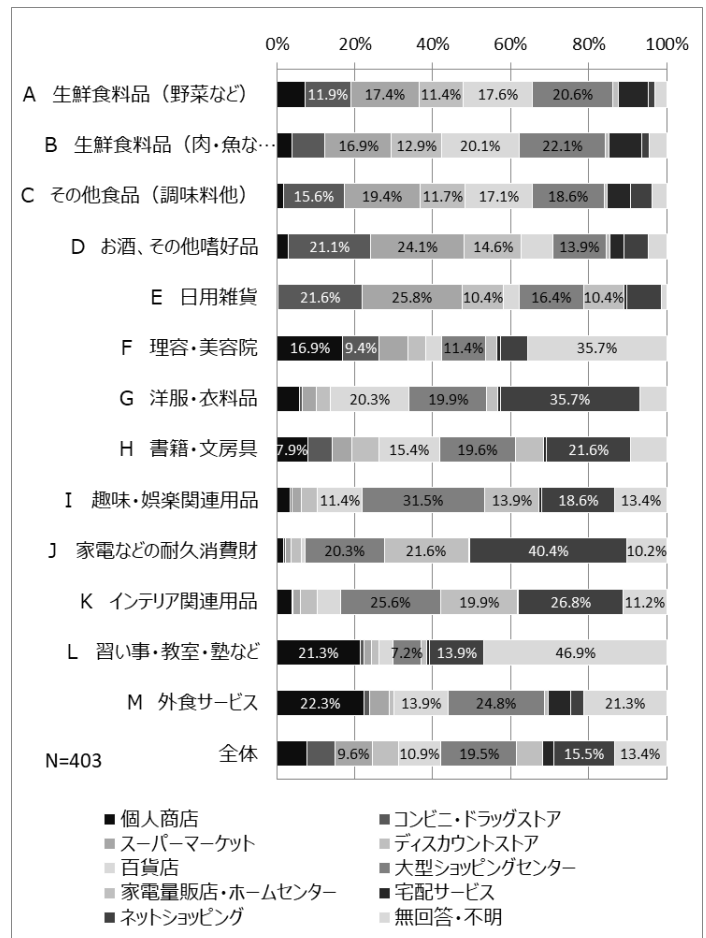 0% 20% 40% 60% 80% 100%
A 生鮮食料品（野菜など） 11.9% 17.4% 11.4% 17.6% 20.6%
B 生鮮食料品（肉・魚な… 16.9% 12.9% 20.1% 22.1%
C その他食品（調味料他） 15.6% 19.4% 11.7% 17.1% 18.6%
D お酒、その他嗜好品 21.1% 24.1% 14.6% 13.9%
E 日用雑貨 21.6% 25.8% 10.4% 16.4% 10.4%
F 理容・美容院 16.9% 9.4% 11.4% 35.7%
G 洋服・衣料品 20.3% 19.9% 35.7%
H 書籍・文房具 7.9% 15.4% 19.6% 21.6%
I 趣味・娯楽関連用品 11.4% 31.5% 13.9% 18.6% 13.4%
J 家電などの耐久消費財 20.3% 21.6% 40.4% 10.2%
K インテリア関連用品 25.6% 19.9% 26.8% 11.2%
L 習い事・教室・塾など 21.3% 7.2% 13.9% 46.9%
M 外食サービス 22.3% 13.9% 24.8% 21.3%
N=403 全体 9.6% 10.9% 19.5% 15.5% 13.4%
■個人商店 ■コンビニ・ドラッグストア
■スーパーマーケット ■ディスカウントストア
■百貨店 ■大型ショッピングセンター
■家電量販店・ホームセンター ■宅配サービス
■ネットショッピング ■無回答・不明